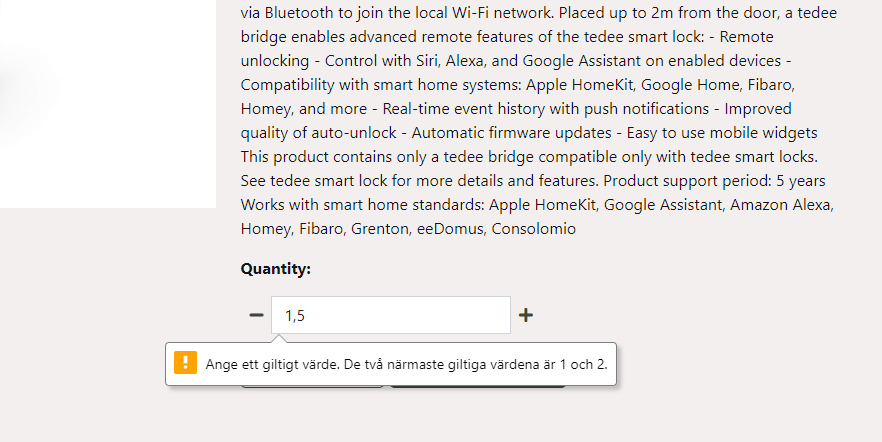 via Bluetooth to join the local Wi-Fi network. Placed up to 2m from the door, a tedee
bridge enables advanced remote features of the tedee smart lock: - Remote
unlocking - Control with Siri, Alexa, and Google Assistant on enabled devices -
Compatibility with smart home systems: Apple HomeKit, Google Home, Fibaro,
Homey, and more - Real-time event history with push notifications - Improved
quality of auto-unlock - Automatic firmware updates - Easy to use mobile widgets
This product contains only a tedee bridge compatible only with tedee smart locks.
See tedee smart lock for more details and features. Product support period: 5 years
Works with smart home standards: Apple HomeKit, Google Assistant, Amazon Alexa,
Homey, Fibaro, Grenton, eeDomus, Consolomio
Quantity:
− 1,5 +
! Ange ett giltigt värde. De två närmaste giltiga värdena är 1 och 2.